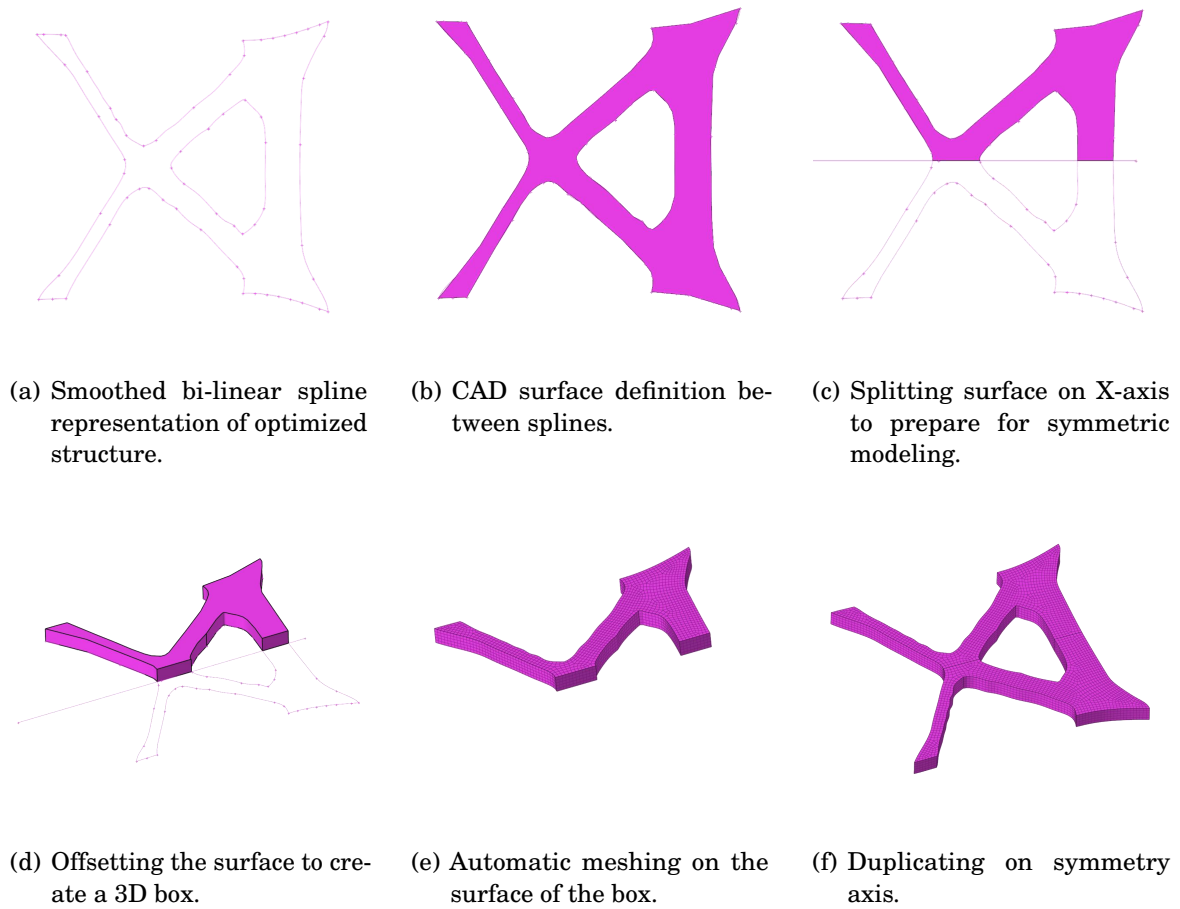 (a) Smoothed bi-linear spline
representation of optimized
structure.
(b) CAD surface definition be-
tween splines.
(c) Splitting surface on X-axis
to prepare for symmetric
modeling.
(d) Offsetting the surface to cre-
ate a 3D box.
(e) Automatic meshing on the
surface of the box.
(f) Duplicating on symmetry
axis.